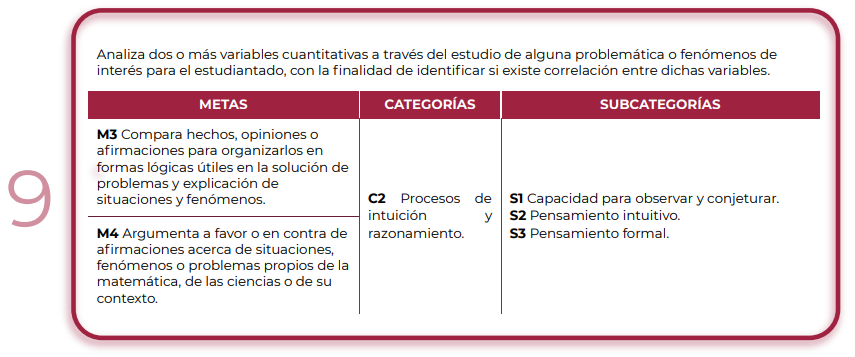 Analiza dos o más variables cuantitativas a través del estudio de alguna problemática o fenómenos de
interés para el estudiantado, con la finalidad de identificar si existe correlación entre dichas variables.
METAS
CATEGORÍAS
SUBCATEGORÍAS
M3 Compara hechos, opiniones o
afirmaciones para organizarlos en
formas lógicas útiles en la solución de
problemas y explicación de
situaciones y fenómenos.
M4 Argumenta a favor o en contra de
afirmaciones acerca de situaciones,
fenómenos o problemas propios de la
matemática, de las ciencias o de su
contexto.
C2 Procesos de
intuición y
razonamiento.
S1 Capacidad para observar y conjeturar.
S2 Pensamiento intuitivo.
S3 Pensamiento formal.
9